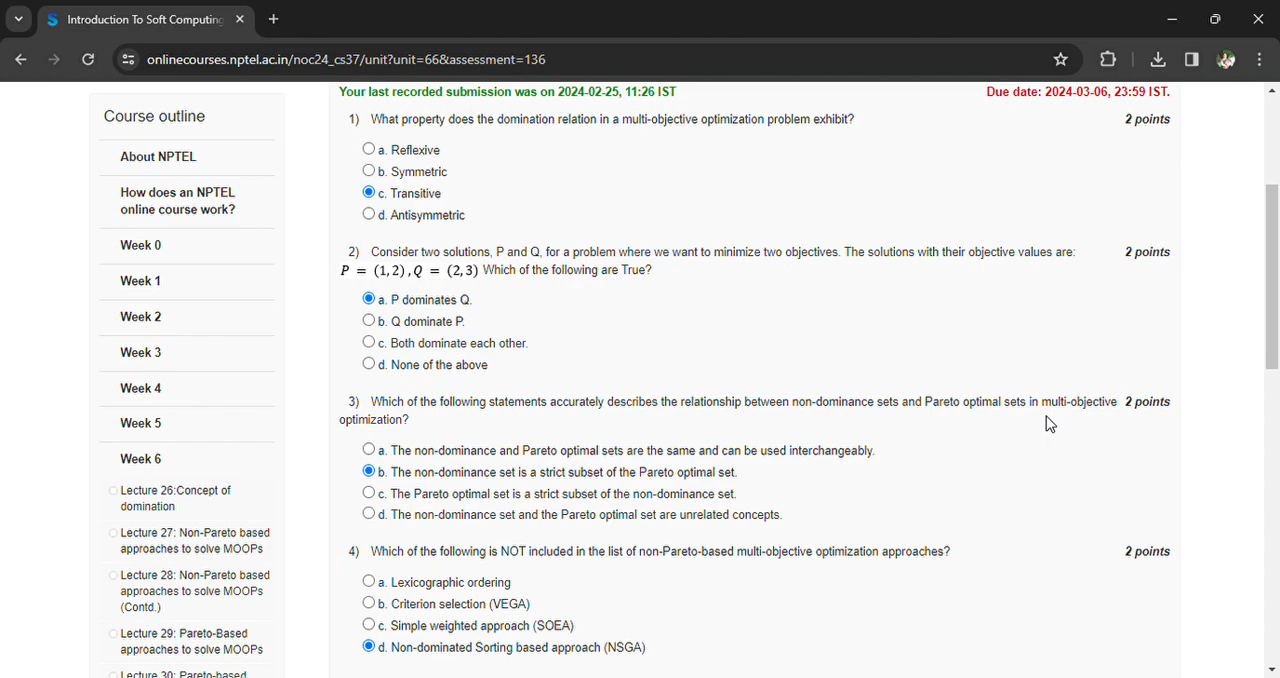 Introduction To Soft Computing
onlinecourses.nptel.ac.in/noc24_cs37/unit?unit=66&assessment=136
Course outline
About NPTEL
How does an NPTEL
online course work?
Week 0
Week 1
Week 2
Week 3
Week 4
Week 5
Week 6
Lecture 26:Concept of
domination
Lecture 27: Non-Pareto based
approaches to solve MOOPs
Lecture 28: Non-Pareto based
approaches to solve MOOPs
(Contd.)
Lecture 29: Pareto-Based
approaches to solve MOOPs
Lecture 30: Pareto-based
Your last recorded submission was on 2024-02-25, 11:26 IST
Due date: 2024-03-06, 23:59 IST.
1) What property does the domination relation in a multi-objective optimization problem exhibit? 2 points
a. Reflexive
b. Symmetric
c. Transitive
d. Antisymmetric
2) Consider two solutions, P and Q, for a problem where we want to minimize two objectives. The solutions with their objective values are: 2 points
P = (1,2), Q = (2,3) Which of the following are True?
a. P dominates Q.
b. Q dominate P.
c. Both dominate each other.
d. None of the above
3) Which of the following statements accurately describes the relationship between non-dominance sets and Pareto optimal sets in multi-objective 2 points
optimization?
a. The non-dominance and Pareto optimal sets are the same and can be used interchangeably.
b. The non-dominance set is a strict subset of the Pareto optimal set.
c. The Pareto optimal set is a strict subset of the non-dominance set.
d. The non-dominance set and the Pareto optimal set are unrelated concepts.
4) Which of the following is NOT included in the list of non-Pareto-based multi-objective optimization approaches? 2 points
a. Lexicographic ordering
b. Criterion selection (VEGA)
c. Simple weighted approach (SOEA)
d. Non-dominated Sorting based approach (NSGA)